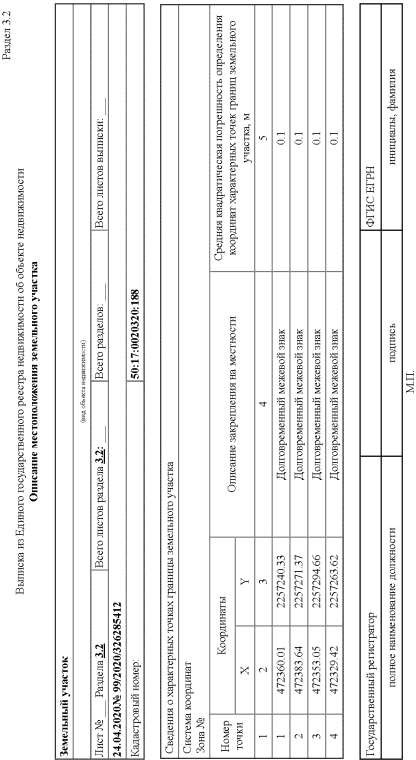 Раздел 3.2
Выписка из Единого государственного реестра недвижимости об объекте недвижимости
Описание местоположения земельного участка
Земельный участок
(вид объекта недвижимости)
Лист № ___ Раздела 3.2 Всего листов раздела 3.2: ___ Всего разделов: ___ Всего листов выписки: ___
24.04.2020№ 99/2020/326285412
Кадастровый номер: 50:17:0020320:188
Сведения о характерных точках границы земельного участка
Система координат
Зона №
Номер точки Координаты Описание закрепления на местности Средняя квадратическая погрешность определения координат характерных точек границ земельного участка, м
X Y
1 2 3 4 5
1 472360.01 2257240.33 Долговременный межевой знак 0.1
2 472383.64 2257271.37 Долговременный межевой знак 0.1
3 472353.05 2257294.66 Долговременный межевой знак 0.1
4 472329.42 2257263.62 Долговременный межевой знак 0.1
Государственный регистратор ФГИС ЕГРН
полное наименование должности подпись инициалы, фамилия
М.П.